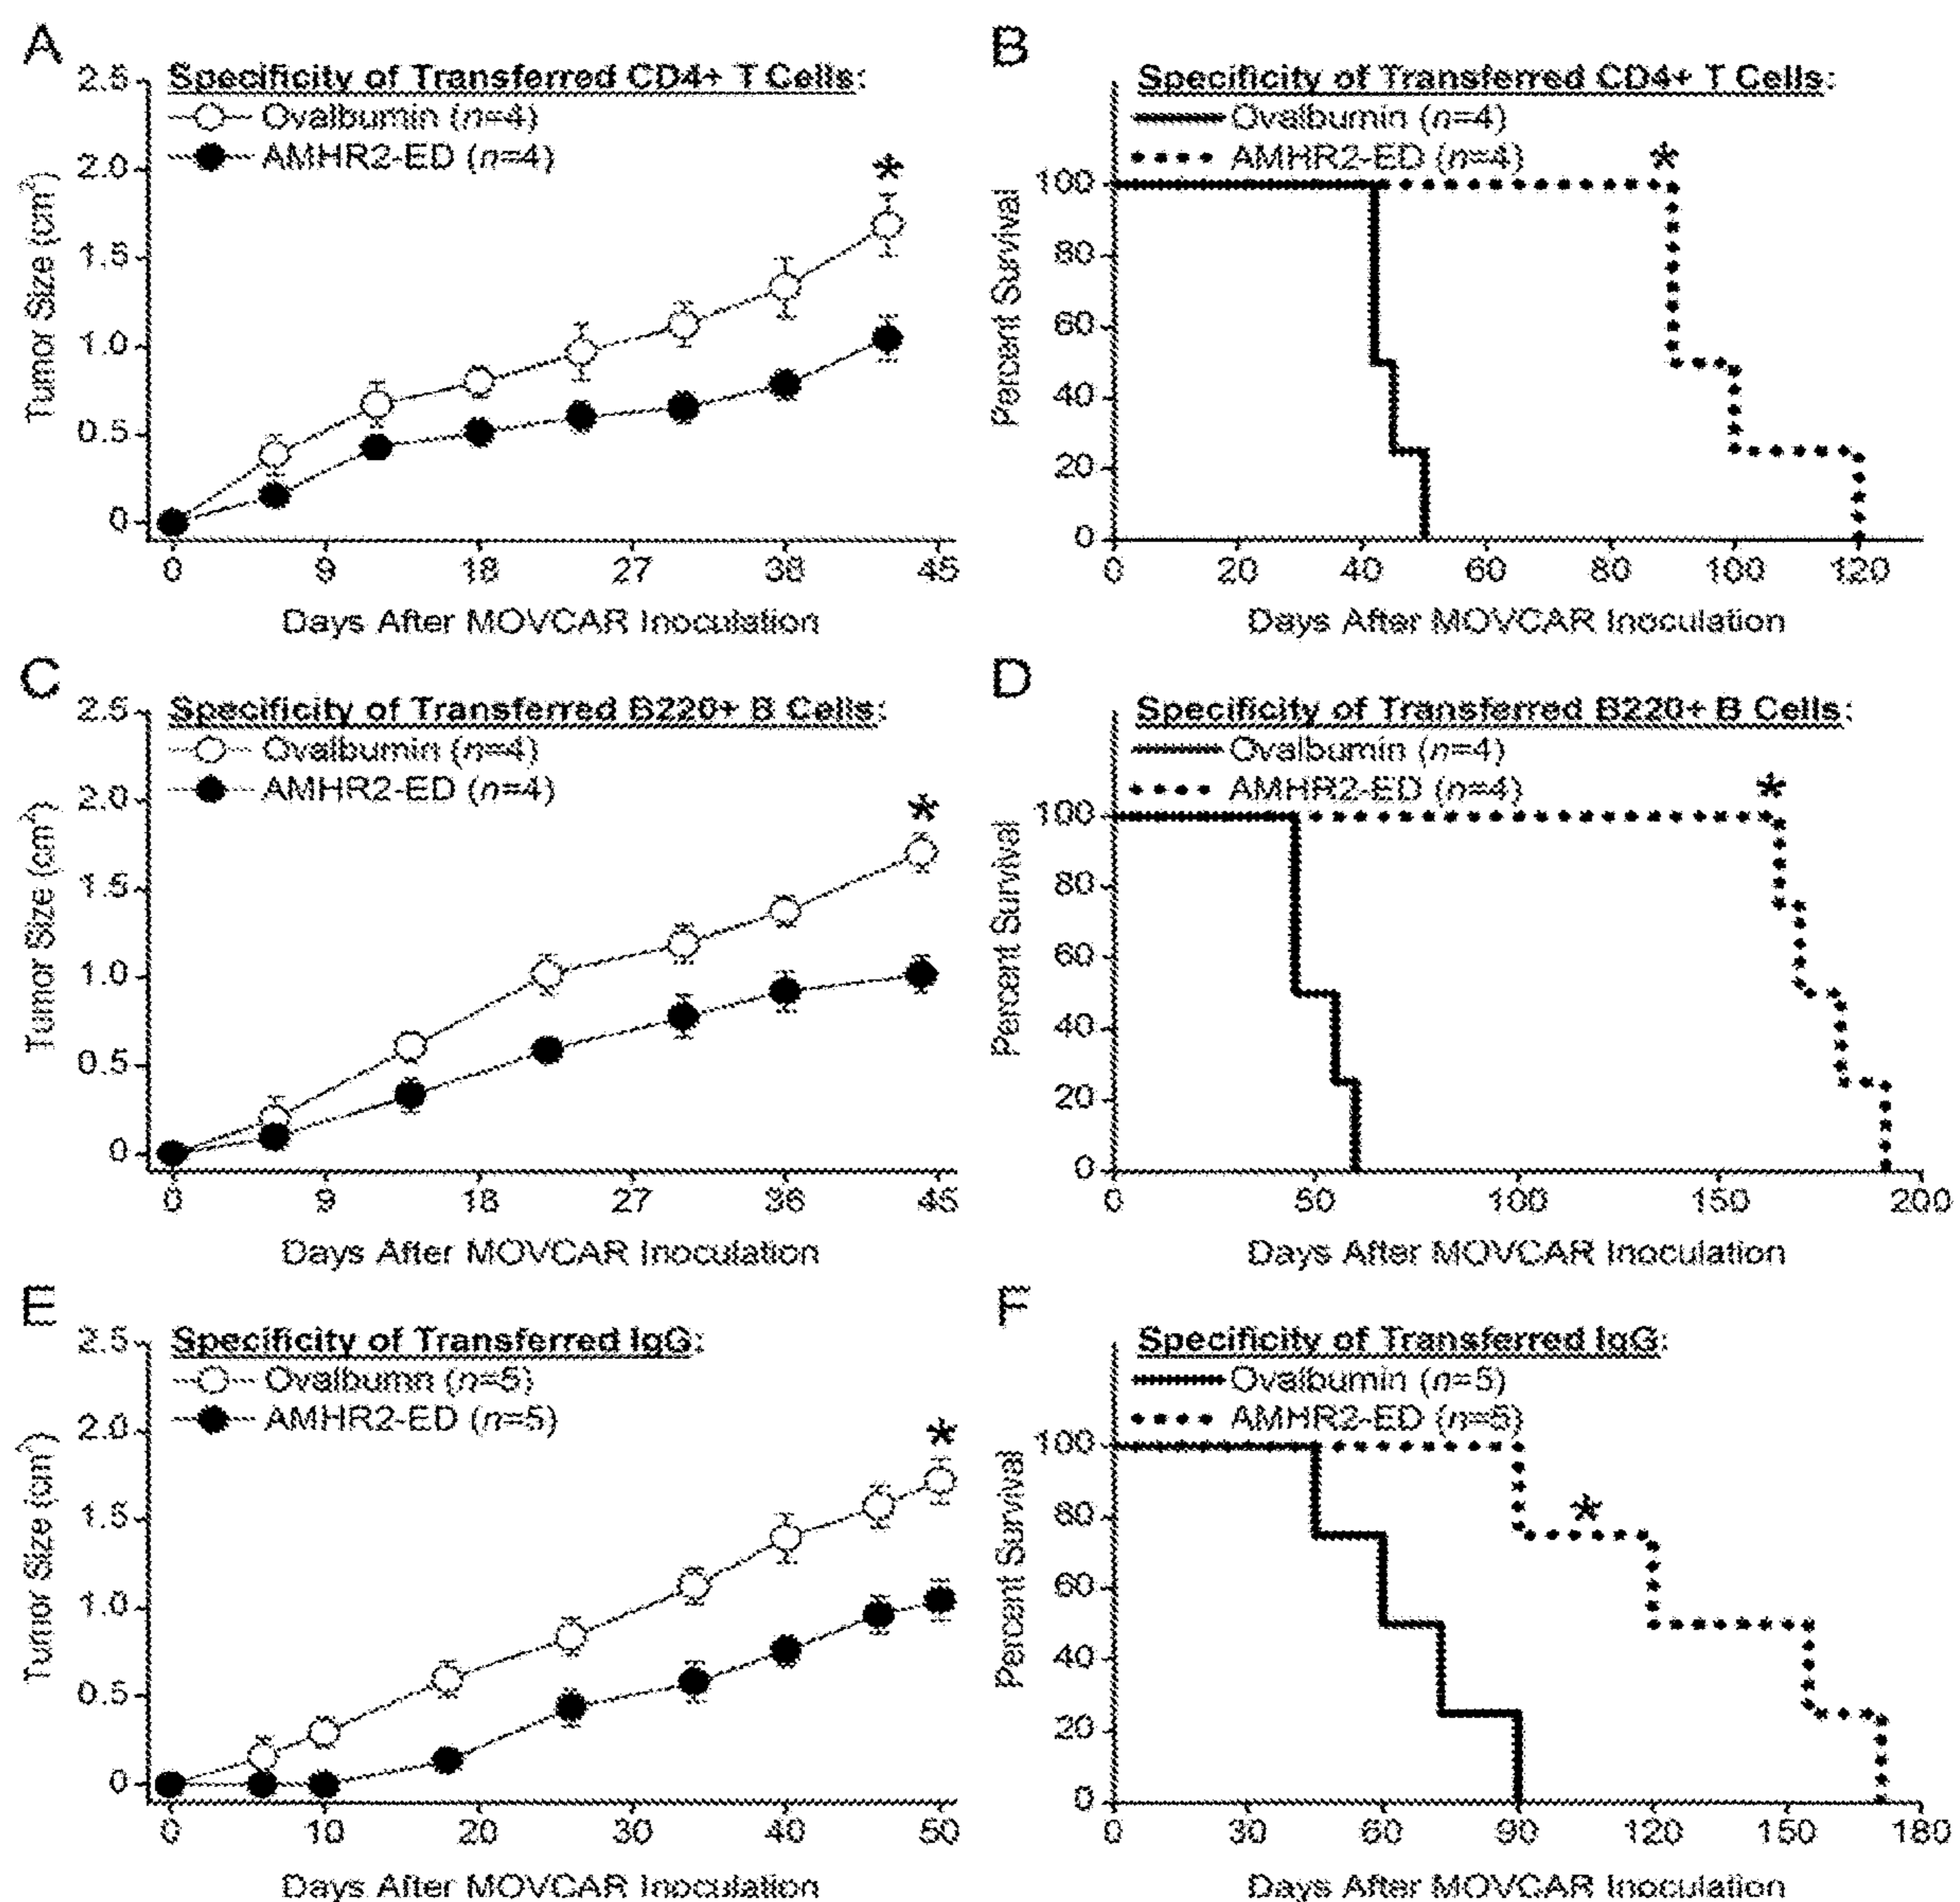 A
Specificity of Transferred CD4+ T Cells:
Ovalbumin (n=4)
AMHR2-ED (n=4)
*
2.5
2.0
1.5
1.0
0.5
0
Tumor Size (cm²)
0 9 18 27 36 45
Days After MOVCAR Inoculation
B
Specificity of Transferred CD4+ T Cells:
Ovalbumin (n=4)
AMHR2-ED (n=4)
*
100
80
60
40
20
0
Percent Survival
0 20 40 60 80 100 120
Days After MOVCAR Inoculation
C
Specificity of Transferred B220+ B Cells:
Ovalbumin (n=4)
AMHR2-ED (n=4)
*
2.5
2.0
1.5
1.0
0.5
0
Tumor Size (cm²)
0 9 18 27 36 45
Days After MOVCAR Inoculation
D
Specificity of Transferred B220+ B Cells:
Ovalbumin (n=4)
AMHR2-ED (n=4)
*
100
80
60
40
20
0
Percent Survival
0 50 100 150 200
Days After MOVCAR Inoculation
E
Specificity of Transferred IgG:
Ovalbumn (n=5)
AMHR2-ED (n=5)
*
2.5
2.0
1.5
1.0
0.5
0
Tumor Size (cm²)
0 10 20 30 40 50
Days After MOVCAR Inoculation
F
Specificity of Transferred IgG:
Ovalbumin (n=5)
AMHR2-ED (n=5)
*
100
80
60
40
20
0
Percent Survival
0 30 60 90 120 150 180
Days After MOVCAR Inoculation